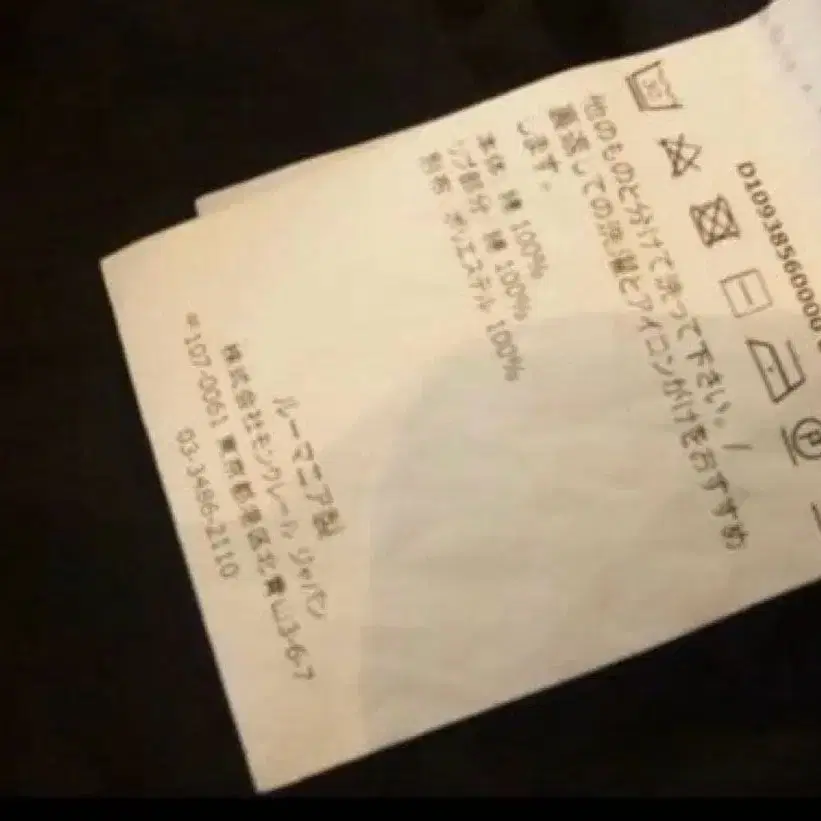 D1093856000
他のものと分けて洗って下さい。/
裏返しての洗濯とアイロンがけをおすすめ
します。
本体 綿 100%
リブ部分 綿 100%
別布 ポリエステル 100%
ルーマニア製
株式会社モンクレール ジャパン
〒107-0061 東京都港区北青山3-6-7
03-3486-2110
30
P